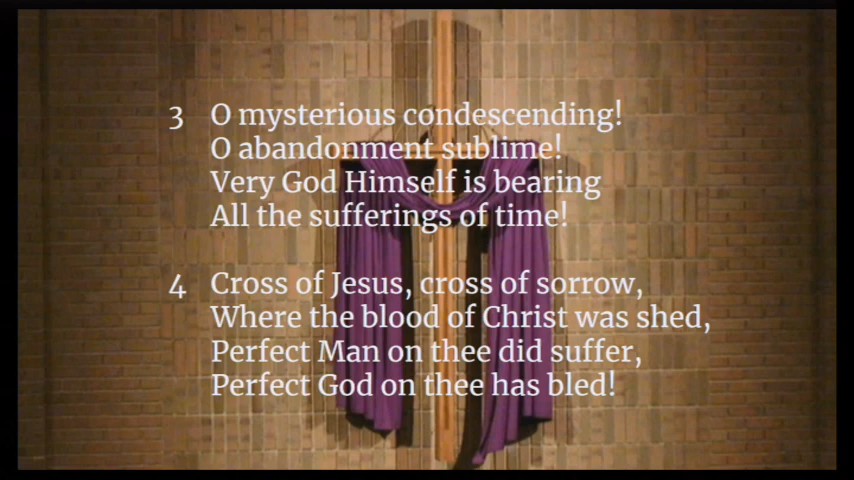 3 O mysterious condescending!
O abandonment sublime!
Very God Himself is bearing
All the sufferings of time!
4 Cross of Jesus, cross of sorrow,
Where the blood of Christ was shed,
Perfect Man on thee did suffer,
Perfect God on thee has bled!